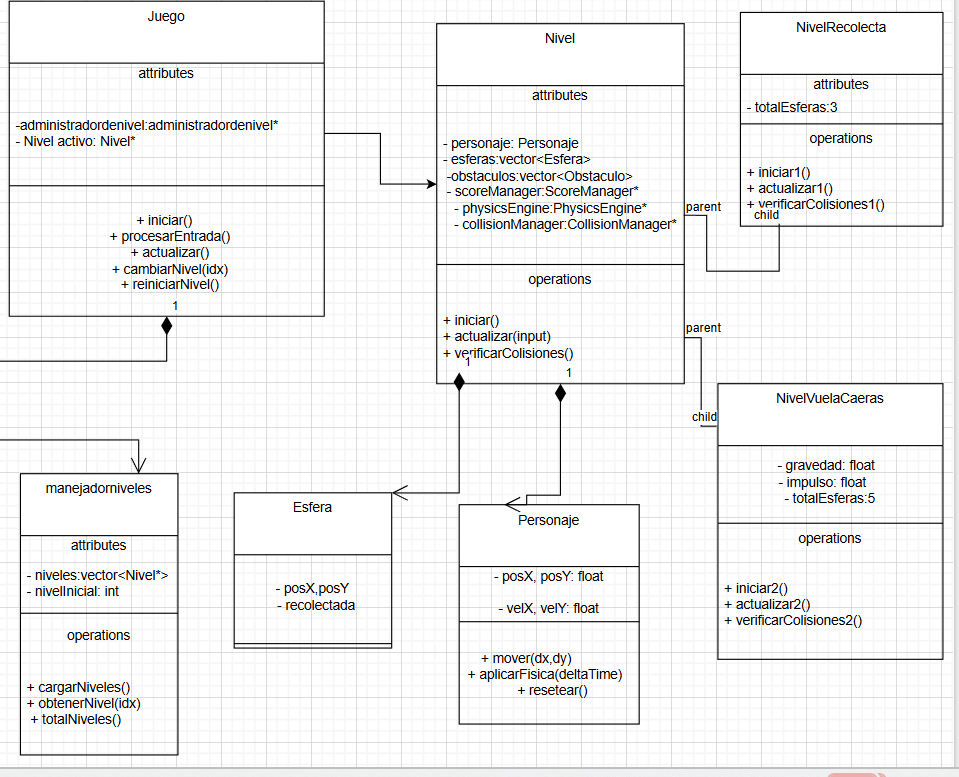 Juego
attributes
-administradordenivel:administradordenivel*
- Nivel activo: Nivel*
+ iniciar()
+ procesarEntrada()
+ actualizar()
+ cambiarNivel(idx)
+ reiniciarNivel()
1
Nivel
attributes
- personaje: Personaje
- esferas:vector<Esfera>
-obstaculos:vector<Obstaculo>
- scoreManager:ScoreManager*
- physicsEngine:PhysicsEngine*
- collisionManager:CollisionManager*
operations
+ iniciar()
+ actualizar(input)
+ verificarColisiones()
1
1
parent
parent
NivelRecolecta
attributes
- totalEsferas:3
operations
+ iniciar1()
+ actualizar1()
+ verificarColisiones1()
child
child
NivelVuelaCaeras
- gravedad: float
- impulso: float
- totalEsferas:5
operations
+ iniciar2()
+ actualizar2()
+ verificarColisiones2()
manejadorniveles
attributes
- niveles:vector<Nivel*>
- nivelInicial: int
operations
+ cargarNiveles()
+ obtenerNivel(idx)
+ totalNiveles()
Esfera
- posX,posY
- recolectada
Personaje
- posX, posY: float
- velX, velY: float
+ mover(dx,dy)
+ aplicarFisica(deltaTime)
+ resetear()